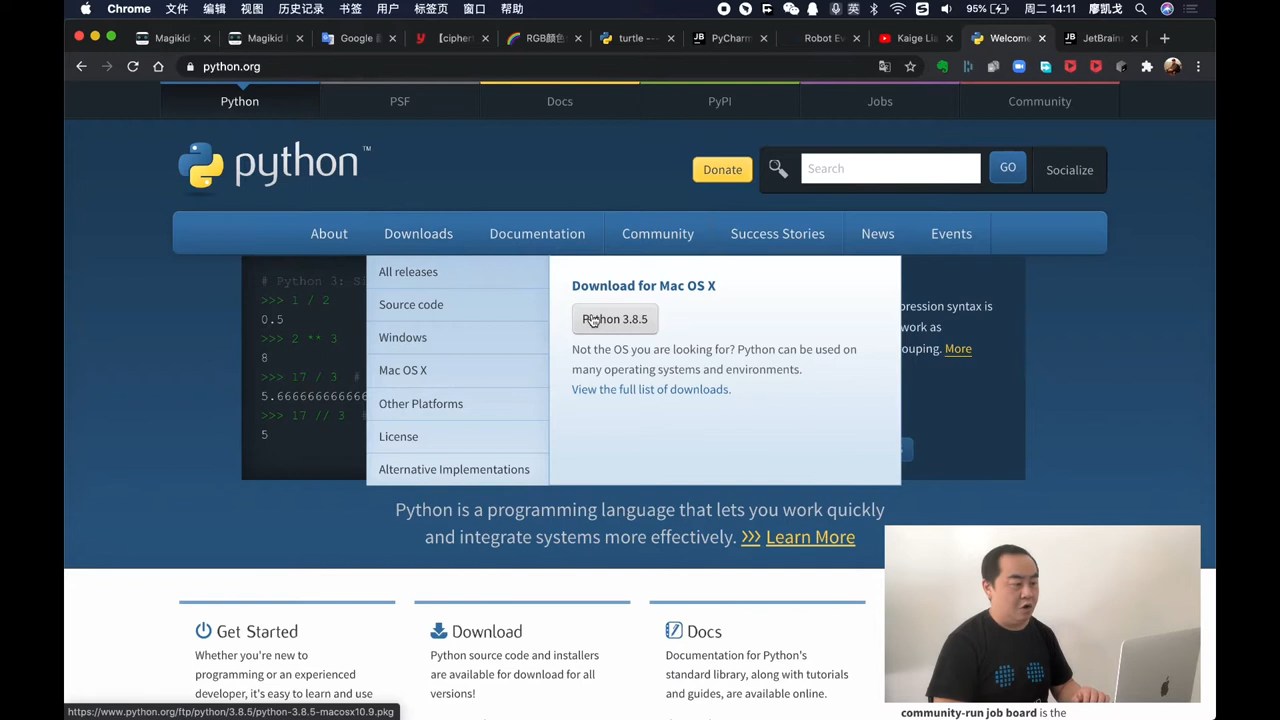 Chrome 文件 编辑 视图 历史记录 书签 用户 标签页 窗口 帮助 英 95% 周二 14:11 廖凯戈
Magikid Magikid Google [ciphert RGB颜色 turtle --- PyCharm Robot Ev Kaige Lia Welcome JetBrains
python.org
Python PSF Docs PyPI Jobs Community
python™
Donate Search GO Socialize
About Downloads Documentation Community Success Stories News Events
# Python 3: S
>>> 1 / 2
0.5
>>> 2 ** 3
8
>>> 17 / 3 #
5.666666666666
>>> 17 // 3 #
5
All releases
Source code
Windows
Mac OS X
Other Platforms
License
Alternative Implementations
Download for Mac OS X
Python 3.8.5
Not the OS you are looking for? Python can be used on
many operating systems and environments.
View the full list of downloads.
pression syntax is
work as
ouping. More
Python is a programming language that lets you work quickly
and integrate systems more effectively. >>> Learn More
Get Started
Whether you're new to
programming or an experienced
developer, it's easy to learn and use
Download
Python source code and installers
are available for download for all
versions!
Docs
Documentation for Python's
standard library, along with tutorials
and guides, are available online.
community-run job board is the
https://www.python.org/ftp/python/3.8.5/python-3.8.5-macosx10.9.pkg